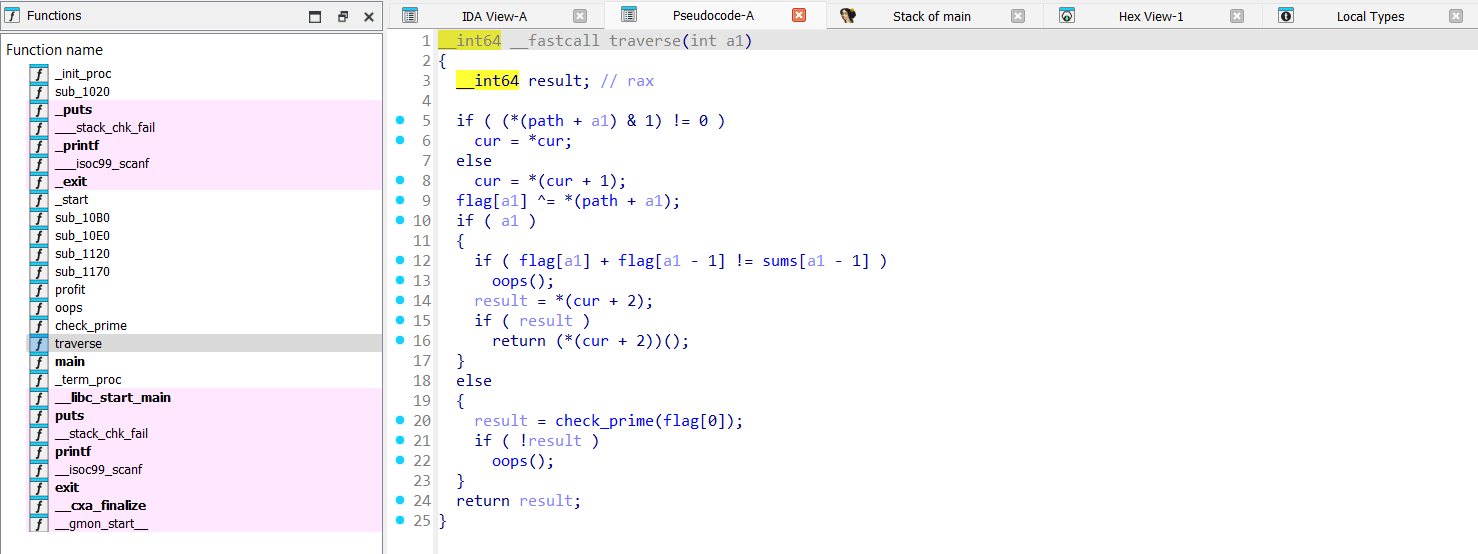 Functions
Function name
_init_proc
sub_1020
_puts
___stack_chk_fail
_printf
___isoc99_scanf
_exit
_start
sub_10B0
sub_10E0
sub_1120
sub_1170
profit
oops
check_prime
traverse
main
_term_proc
__libc_start_main
puts
__stack_chk_fail
printf
__isoc99_scanf
exit
__cxa_finalize
__gmon_start__
IDA View-A
Pseudocode-A
Stack of main
Hex View-1
Local Types
1 __int64 __fastcall traverse(int a1)
2 {
3 __int64 result; // rax
4
5 if ( (*(path + a1) & 1) != 0 )
6 cur = *cur;
7 else
8 cur = *(cur + 1);
9 flag[a1] ^= *(path + a1);
10 if ( a1 )
11 {
12 if ( flag[a1] + flag[a1 - 1] != sums[a1 - 1] )
13 oops();
14 result = *(cur + 2);
15 if ( result )
16 return (*(cur + 2))();
17 }
18 else
19 {
20 result = check_prime(flag[0]);
21 if ( !result )
22 oops();
23 }
24 return result;
25 }